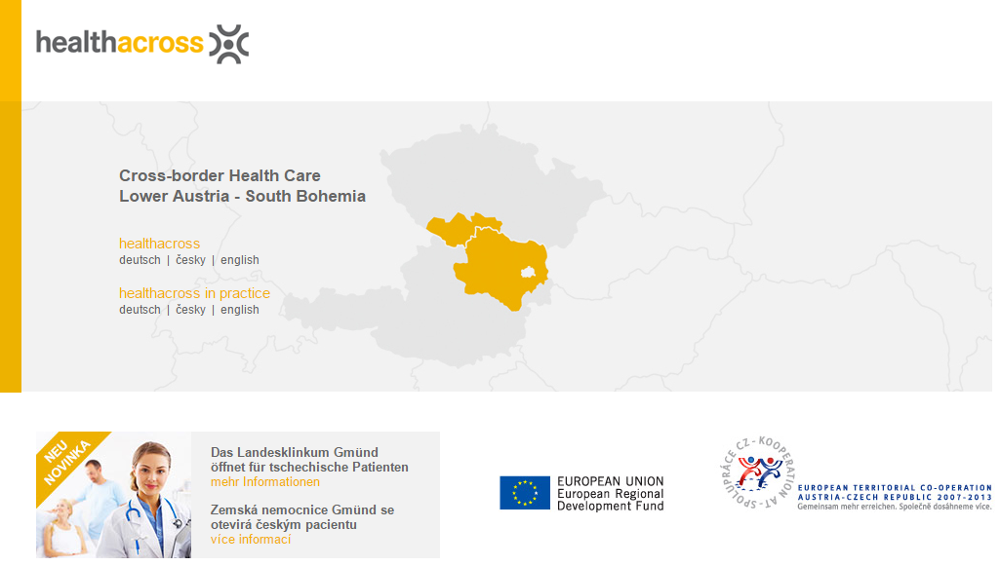 healthacross
Cross-border Health Care
Lower Austria - South Bohemia
healthacross
deutsch | česky | english
healthacross in practice
deutsch | česky | english
NEU
NOVINKA
Das Landesklinkum Gmünd
öffnet für tschechische Patienten
mehr Informationen
Zemská nemocnice Gmünd se
otevirá českým pacientu
více informací
EUROPEAN UNION
European Regional
Development Fund
SPOLUPRÁCE CZ - KOOPERATION AT -
EUROPEAN TERRITORIAL CO-OPERATION
AUSTRIA-CZECH REPUBLIC 2007-2013
Gemeinsam mehr erreichen. Společně dosáhneme více.